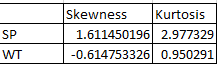 Skewness Kurtosis
SP 1.611450196 2.977329
WT -0.614753326 0.950291